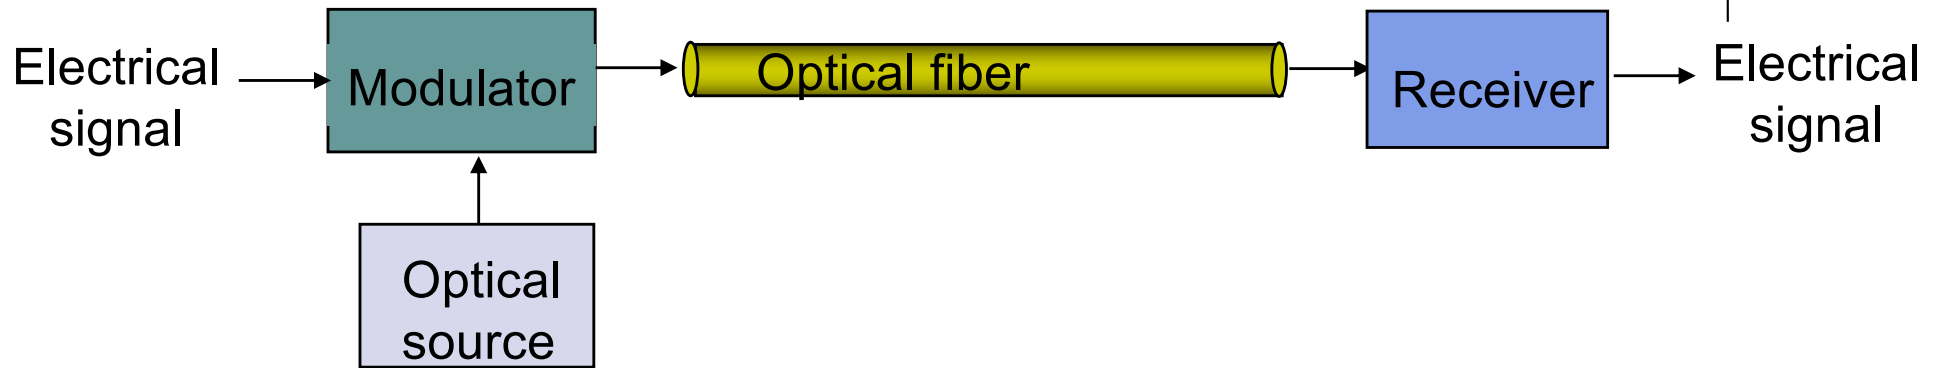 Electrical
signal
Modulator
Optical fiber
Receiver
Electrical
signal
Optical
source